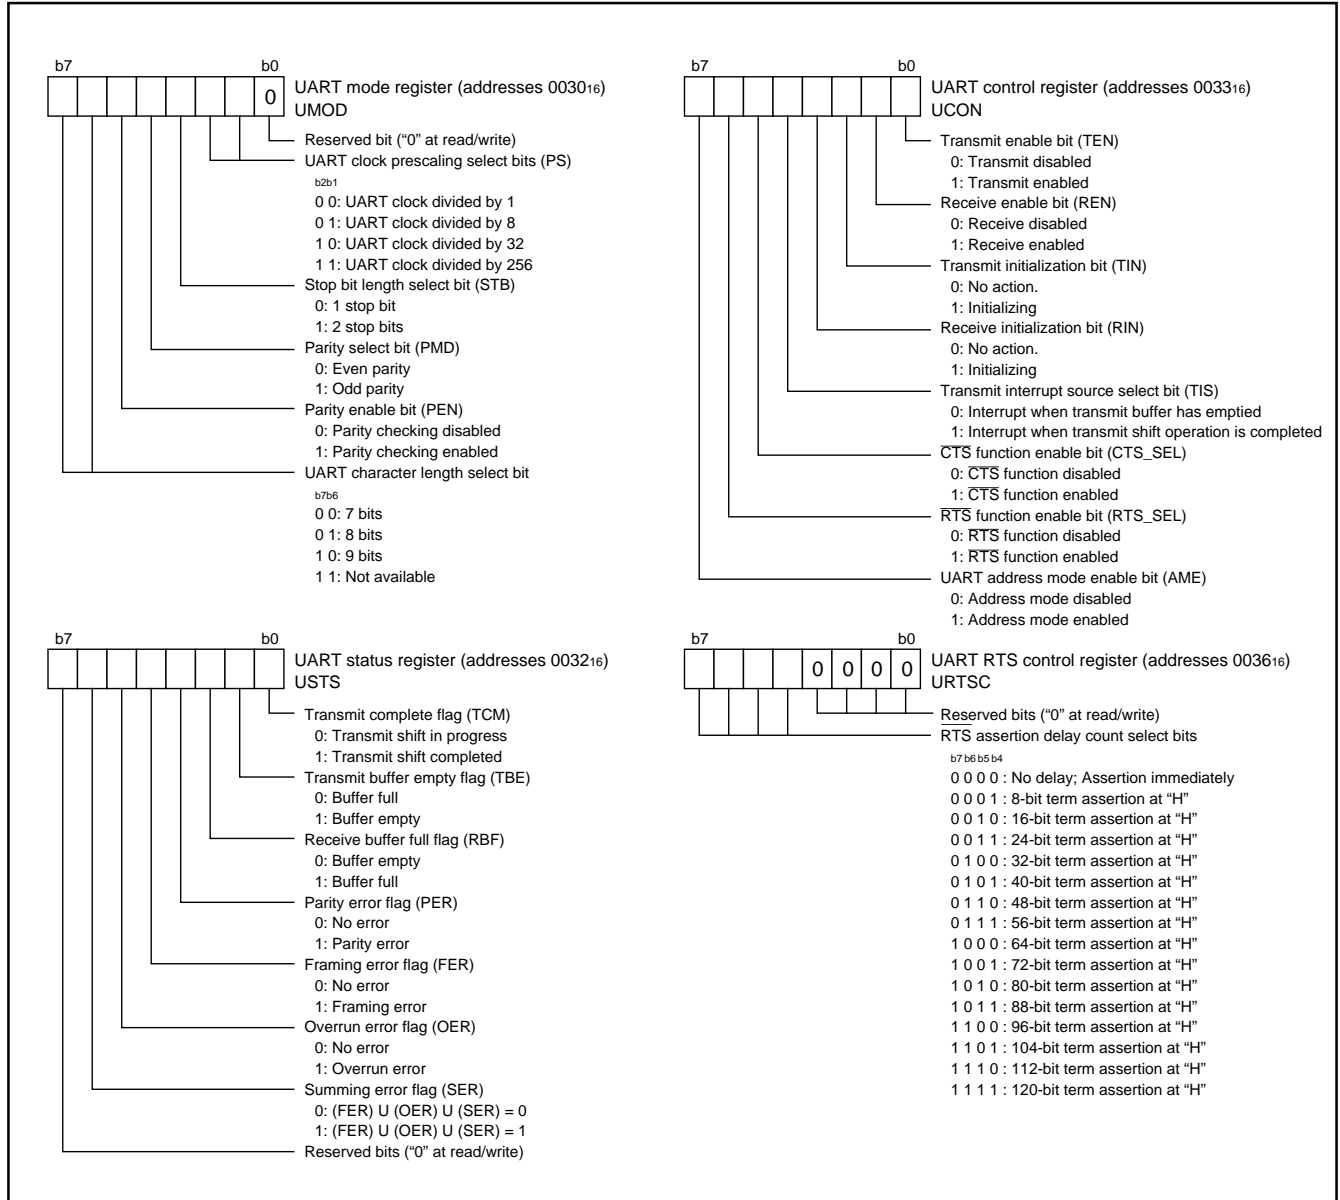 b7 b0
0
UART mode register (addresses 003016)
UMOD
Reserved bit (“0” at read/write)
UART clock prescaling select bits (PS)
b2b1
0 0: UART clock divided by 1
0 1: UART clock divided by 8
1 0: UART clock divided by 32
1 1: UART clock divided by 256
Stop bit length select bit (STB)
0: 1 stop bit
1: 2 stop bits
Parity select bit (PMD)
0: Even parity
1: Odd parity
Parity enable bit (PEN)
0: Parity checking disabled
1: Parity checking enabled
UART character length select bit
b7b6
0 0: 7 bits
0 1: 8 bits
1 0: 9 bits
1 1: Not available
b7 b0
UART control register (addresses 003316)
UCON
Transmit enable bit (TEN)
0: Transmit disabled
1: Transmit enabled
Receive enable bit (REN)
0: Receive disabled
1: Receive enabled
Transmit initialization bit (TIN)
0: No action.
1: Initializing
Receive initialization bit (RIN)
0: No action.
1: Initializing
Transmit interrupt source select bit (TIS)
0: Interrupt when transmit buffer has emptied
1: Interrupt when transmit shift operation is completed
CTS function enable bit (CTS_SEL)
0: CTS function disabled
1: CTS function enabled
RTS function enable bit (RTS_SEL)
0: RTS function disabled
1: RTS function enabled
UART address mode enable bit (AME)
0: Address mode disabled
1: Address mode enabled
b7 b0
UART status register (addresses 003216)
USTS
Transmit complete flag (TCM)
0: Transmit shift in progress
1: Transmit shift completed
Transmit buffer empty flag (TBE)
0: Buffer full
1: Buffer empty
Receive buffer full flag (RBF)
0: Buffer empty
1: Buffer full
Parity error flag (PER)
0: No error
1: Parity error
Framing error flag (FER)
0: No error
1: Framing error
Overrun error flag (OER)
0: No error
1: Overrun error
Summing error flag (SER)
0: (FER) U (OER) U (SER) = 0
1: (FER) U (OER) U (SER) = 1
Reserved bits (“0” at read/write)
b7 b0
0 0 0 0
UART RTS control register (addresses 003616)
URTSC
Reserved bits (“0” at read/write)
RTS assertion delay count select bits
b7b6b5b4
0 0 0 0 : No delay; Assertion immediately
0 0 0 1 : 8-bit term assertion at “H”
0 0 1 0 : 16-bit term assertion at “H”
0 0 1 1 : 24-bit term assertion at “H”
0 1 0 0 : 32-bit term assertion at “H”
0 1 0 1 : 40-bit term assertion at “H”
0 1 1 0 : 48-bit term assertion at “H”
0 1 1 1 : 56-bit term assertion at “H”
1 0 0 0 : 64-bit term assertion at “H”
1 0 0 1 : 72-bit term assertion at “H”
1 0 1 0 : 80-bit term assertion at “H”
1 0 1 1 : 88-bit term assertion at “H”
1 1 0 0 : 96-bit term assertion at “H”
1 1 0 1 : 104-bit term assertion at “H”
1 1 1 0 : 112-bit term assertion at “H”
1 1 1 1 : 120-bit term assertion at “H”